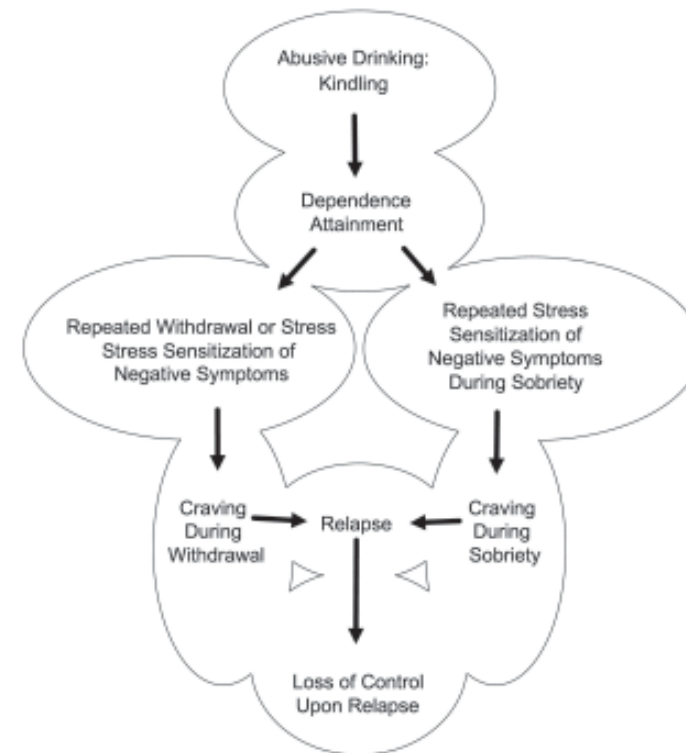 Abusive Drinking:
Kindling
Dependence
Attainment
Repeated Withdrawal or Stress
Stress Sensitization of
Negative Symptoms
Repeated Stress
Sensitization of
Negative Symptoms
During Sobriety
Craving
During
Withdrawal
Relapse
Craving
During
Sobriety
Loss of Control
Upon Relapse